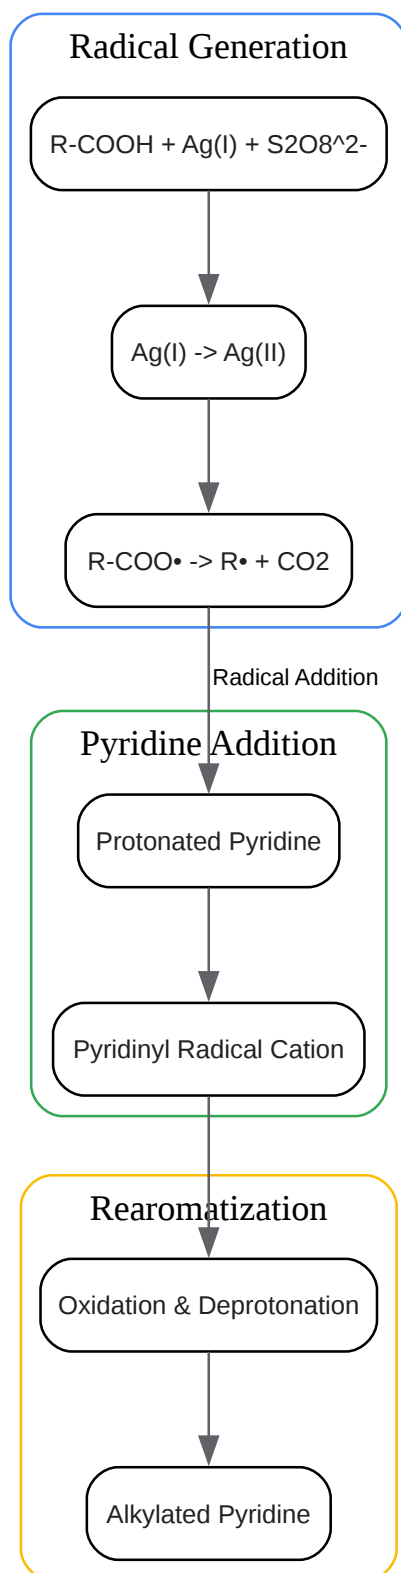 Radical Generation
R-COOH + Ag(I) + S2O8^2-
Ag(I) -> Ag(II)
R-COO• -> R• + CO2
Radical Addition
Pyridine Addition
Protonated Pyridine
Pyridinyl Radical Cation
Rearomatization
Oxidation & Deprotonation
Alkylated Pyridine